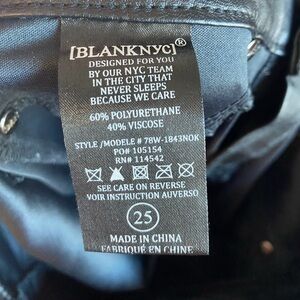 [BLANKNYC]®
DESIGNED FOR YOU
BY OUR NYC TEAM
IN THE CITY THAT
NEVER SLEEPS
BECAUSE WE CARE
60% POLYURETHANE
40% VISCOSE
STYLE /MODELE # 78W-1843NOK
PO# 105154
RN# 114542
SEE CARE ON REVERSE
VOIR INSTRUCTION AUVERSO
25
MADE IN CHINA
FABRIQUÉ EN CHINE